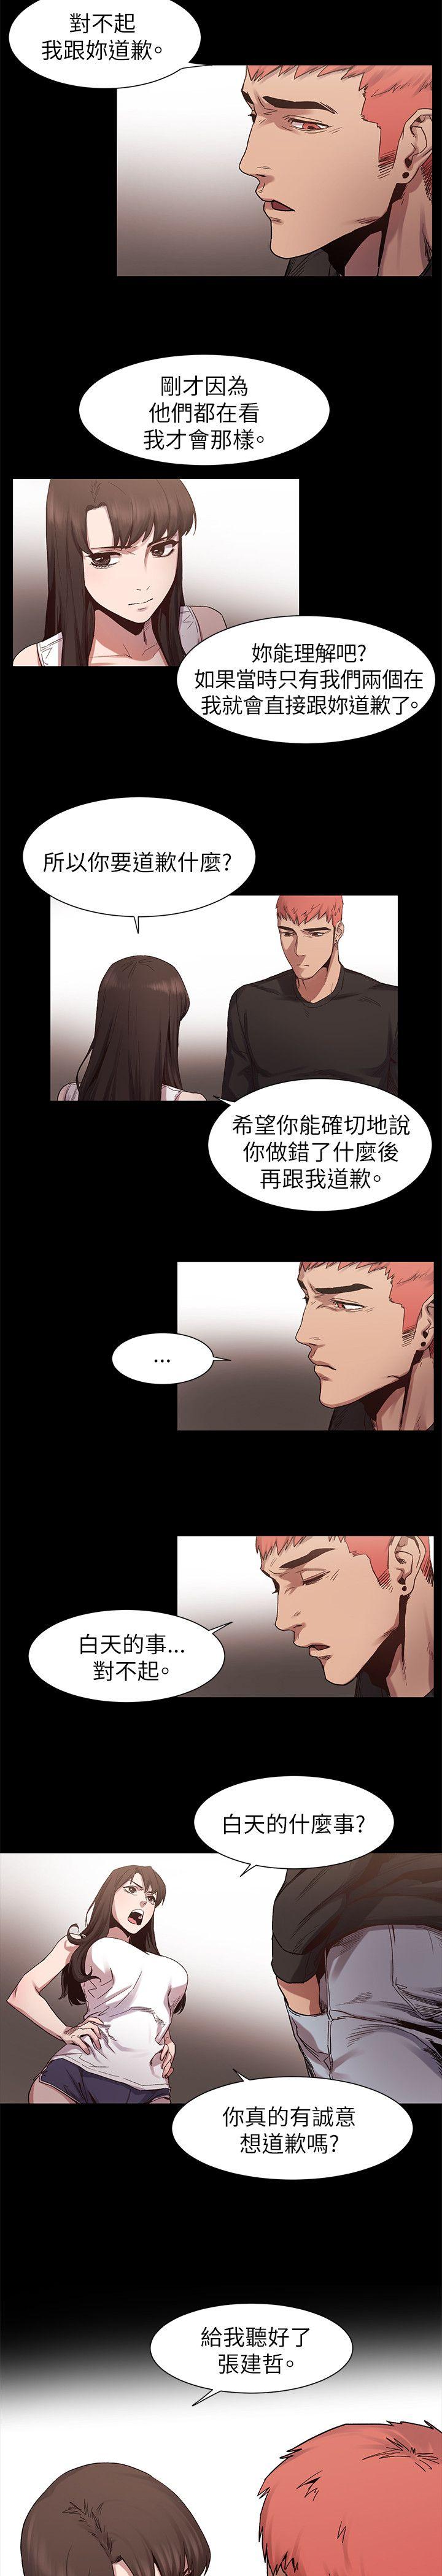 對不起
我跟妳道歉。
剛才因為
他們都在看
我才會那樣。
妳能理解吧?
如果當時只有我們兩個在
我就會直接跟妳道歉了。
所以你要道歉什麼?
希望你能確切地說
你做錯了什麼後
再跟我道歉。
...
白天的事...
對不起。
白天的什麼事?
你真的有誠意
想道歉嗎?
給我聽好了
張建哲。